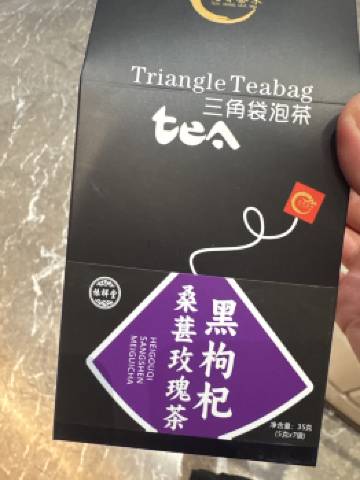 Triangle Teabag
三角袋泡茶
tea
黑枸杞
桑葚玫瑰茶
HEIGOUQI
SANGSHEN
MEIGUICHA
净含量: 35克
(5克x7袋)